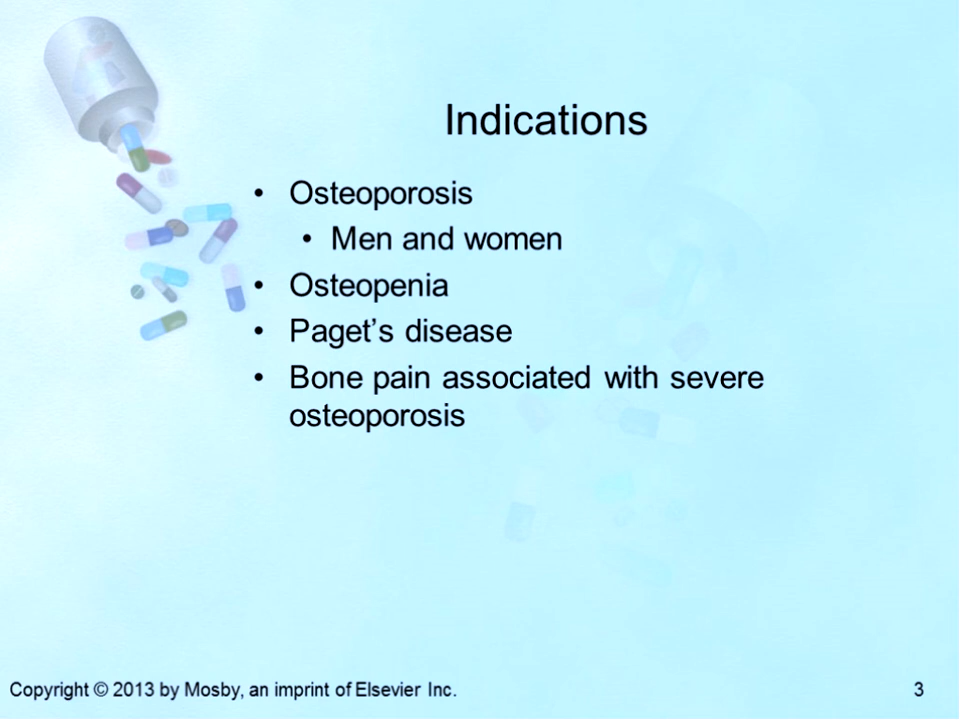 Indications
• Osteoporosis
• Men and women
• Osteopenia
• Paget’s disease
• Bone pain associated with severe
osteoporosis
Copyright © 2013 by Mosby, an imprint of Elsevier Inc.
3